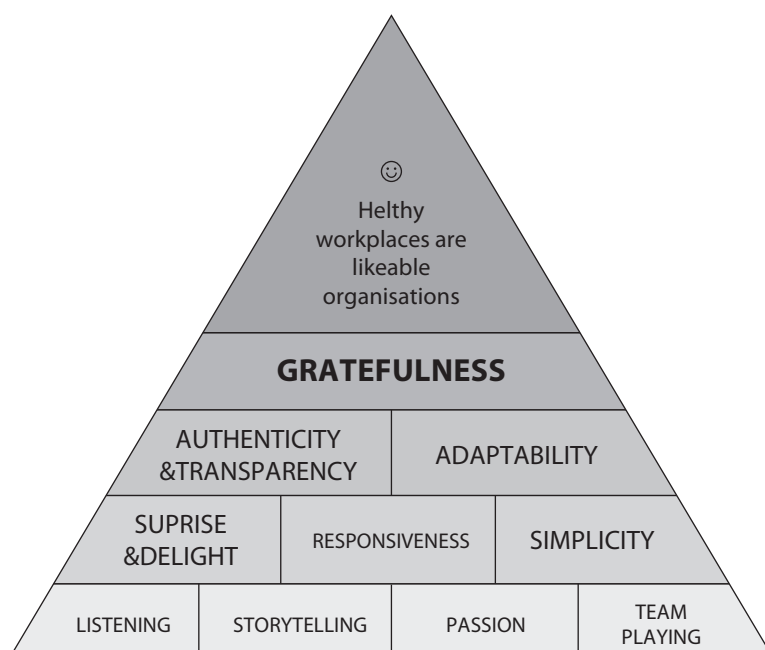 ☺
Helthy
workplaces are
likeable
organisations
GRATEFULNESS
AUTHENTICITY
&TRANSPARENCY
ADAPTABILITY
SUPRISE
&DELIGHT
RESPONSIVENESS
SIMPLICITY
LISTENING
STORYTELLING
PASSION
TEAM
PLAYING